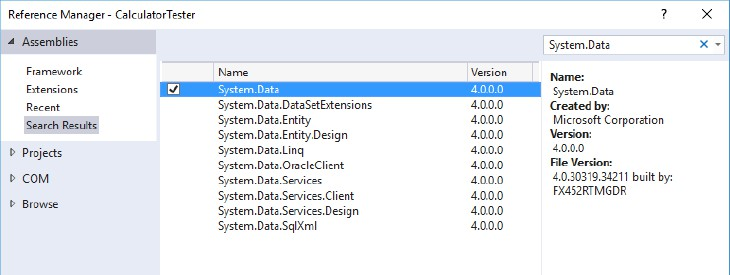 Reference Manager - CalculatorTester
? X
Assemblies
Framework
Extensions
Recent
Search Results
Projects
COM
Browse
Name Version
System.Data 4.0.0.0
System.Data.DataSetExtensions 4.0.0.0
System.Data.Entity 4.0.0.0
System.Data.Entity.Design 4.0.0.0
System.Data.Linq 4.0.0.0
System.Data.OracleClient 4.0.0.0
System.Data.Services 4.0.0.0
System.Data.Services.Client 4.0.0.0
System.Data.Services.Design 4.0.0.0
System.Data.SqlXml 4.0.0.0
System.Data
Name:
System.Data
Created by:
Microsoft Corporation
Version:
4.0.0.0
File Version:
4.0.30319.34211 built by:
FX452RTMGDR